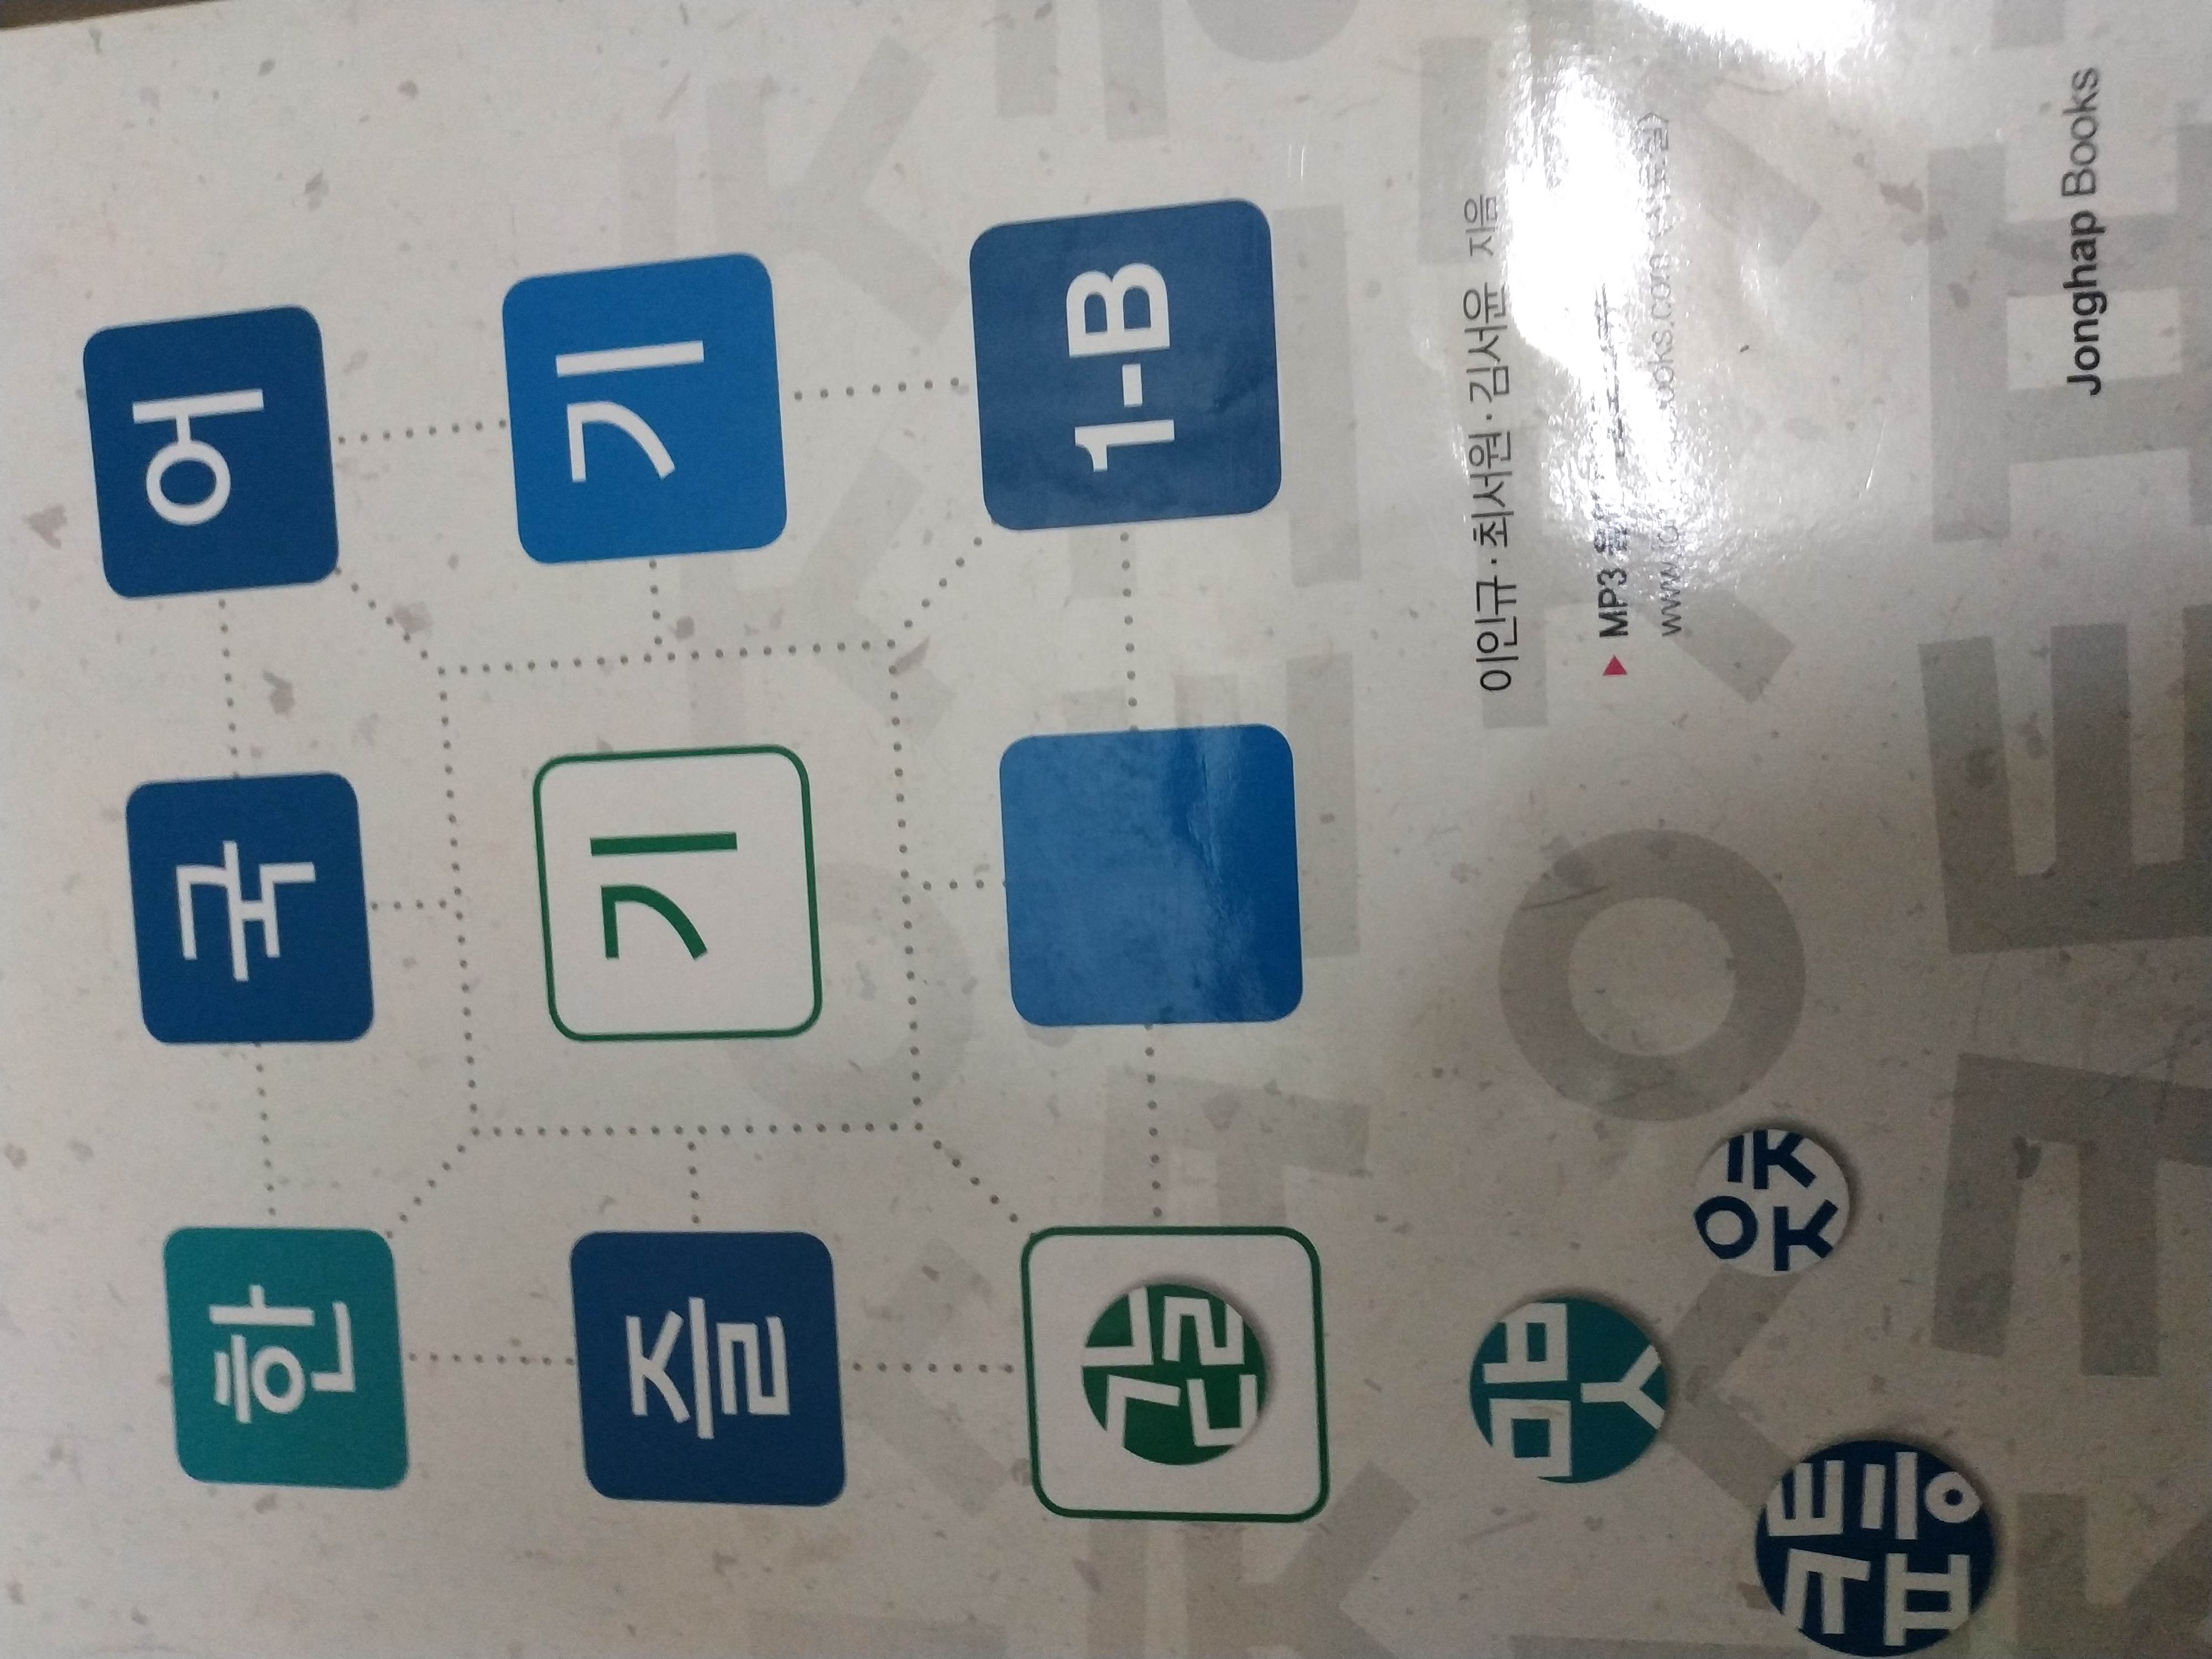 한 국 어
즐 기 기
1-B
이인규·최서원·김서윤 지음
MP3
Jonghap Books